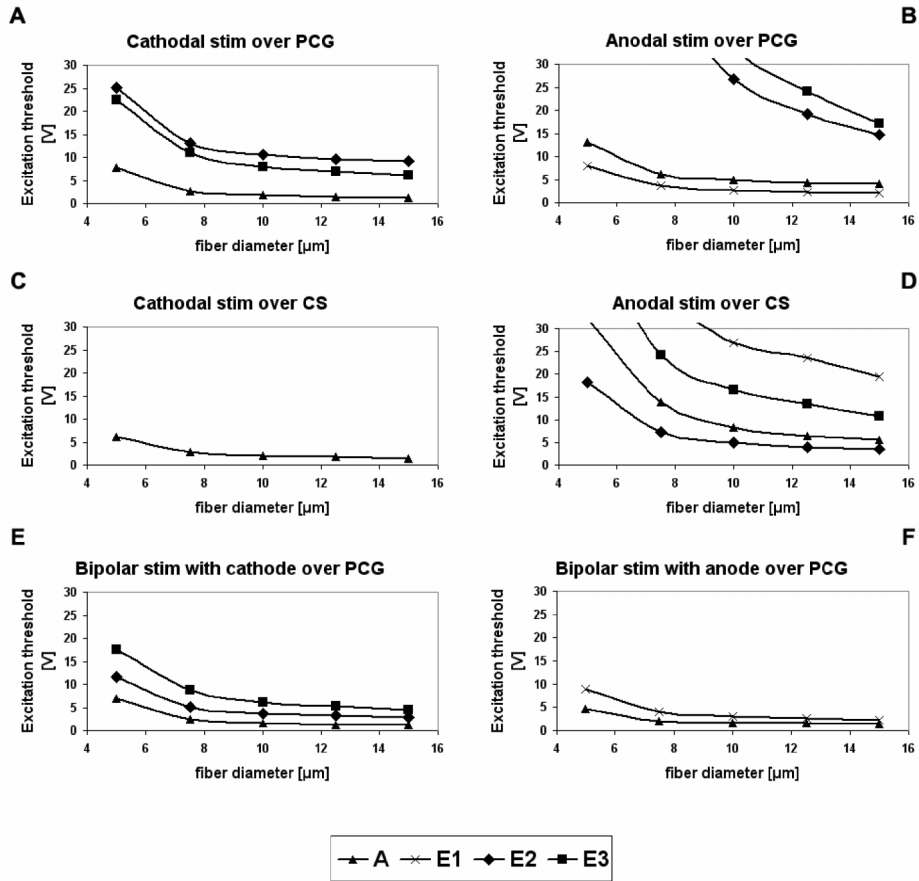 A
B
Cathodal stim over PCG
Anodal stim over PCG
Excitation threshold
[V]
30
25
20
15
10
5
0
4 6 8 10 12 14 16
fiber diameter [µm]
Excitation threshold
[V]
30
25
20
15
10
5
0
4 6 8 10 12 14 16
fiber diameter [µm]
C
D
Cathodal stim over CS
Anodal stim over CS
Excitation threshold
[V]
30
25
20
15
10
5
0
4 6 8 10 12 14 16
fiber diameter [µm]
Excitation threshold
[V]
30
25
20
15
10
5
0
4 6 8 10 12 14 16
fiber diameter [µm]
E
F
Bipolar stim with cathode over PCG
Bipolar stim with anode over PCG
Excitation threshold
[V]
30
25
20
15
10
5
0
4 6 8 10 12 14 16
fiber diameter [µm]
Excitation threshold
[V]
30
25
20
15
10
5
0
4 6 8 10 12 14 16
fiber diameter [µm]
A E1 E2 E3